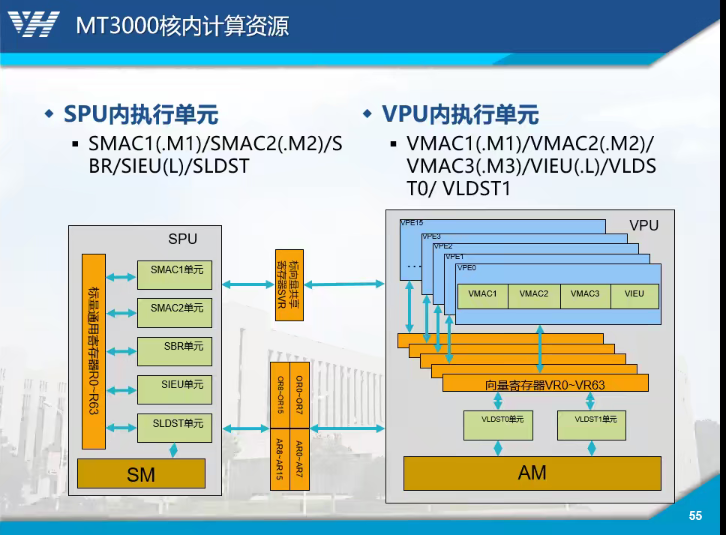 MT3000核内计算资源
SPU内执行单元
SMAC1(.M1)/SMAC2(.M2)/S
BR/SIEU(L)/SLDST
VPU内执行单元
VMAC1(.M1)/VMAC2(.M2)/
VMAC3(.M3)/VIEU(.L)/VLDS
T0/ VLDST1
SPU
标量通用寄存器R0~R63
SMAC1单元
SMAC2单元
SBR单元
SIEU单元
SLDST单元
SM
标向量共享
寄存器SVR
OR0~OR7
OR8~OR15
AR0~AR7
AR8~AR15
VPU
VPE15
VPE3
VPE2
VPE1
VPE0
...
VMAC1
VMAC2
VMAC3
VIEU
向量寄存器VR0~VR63
VLDST0单元
VLDST1单元
AM
55